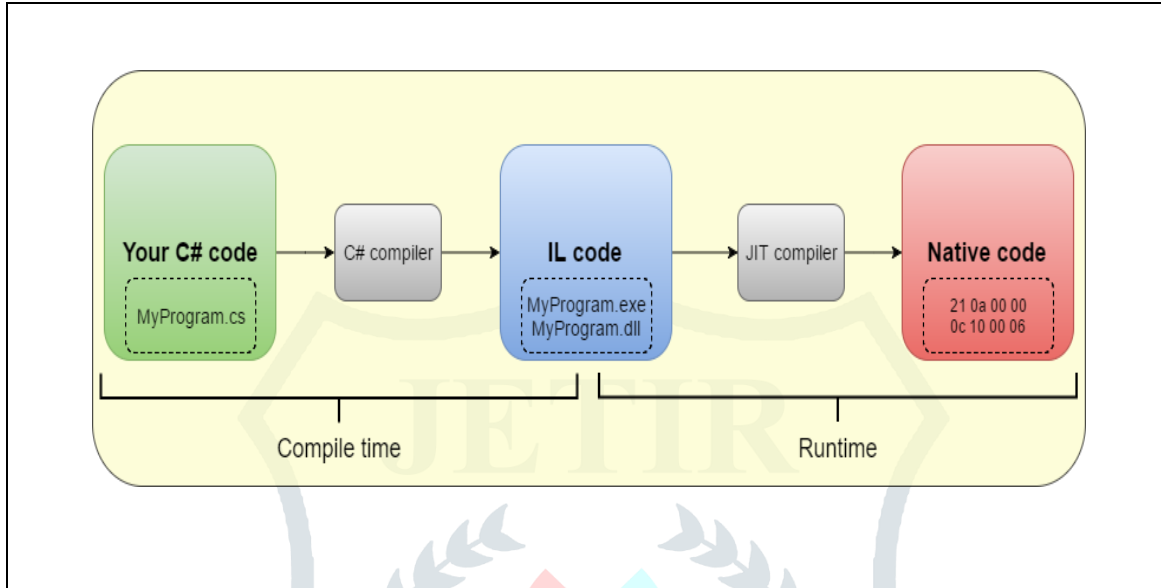 Your C# code
MyProgram.cs
C# compiler
IL code
MyProgram.exe
MyProgram.dll
JIT compiler
Native code
21 0a 00 00
0c 10 00 06
Compile time
Runtime
JETIR